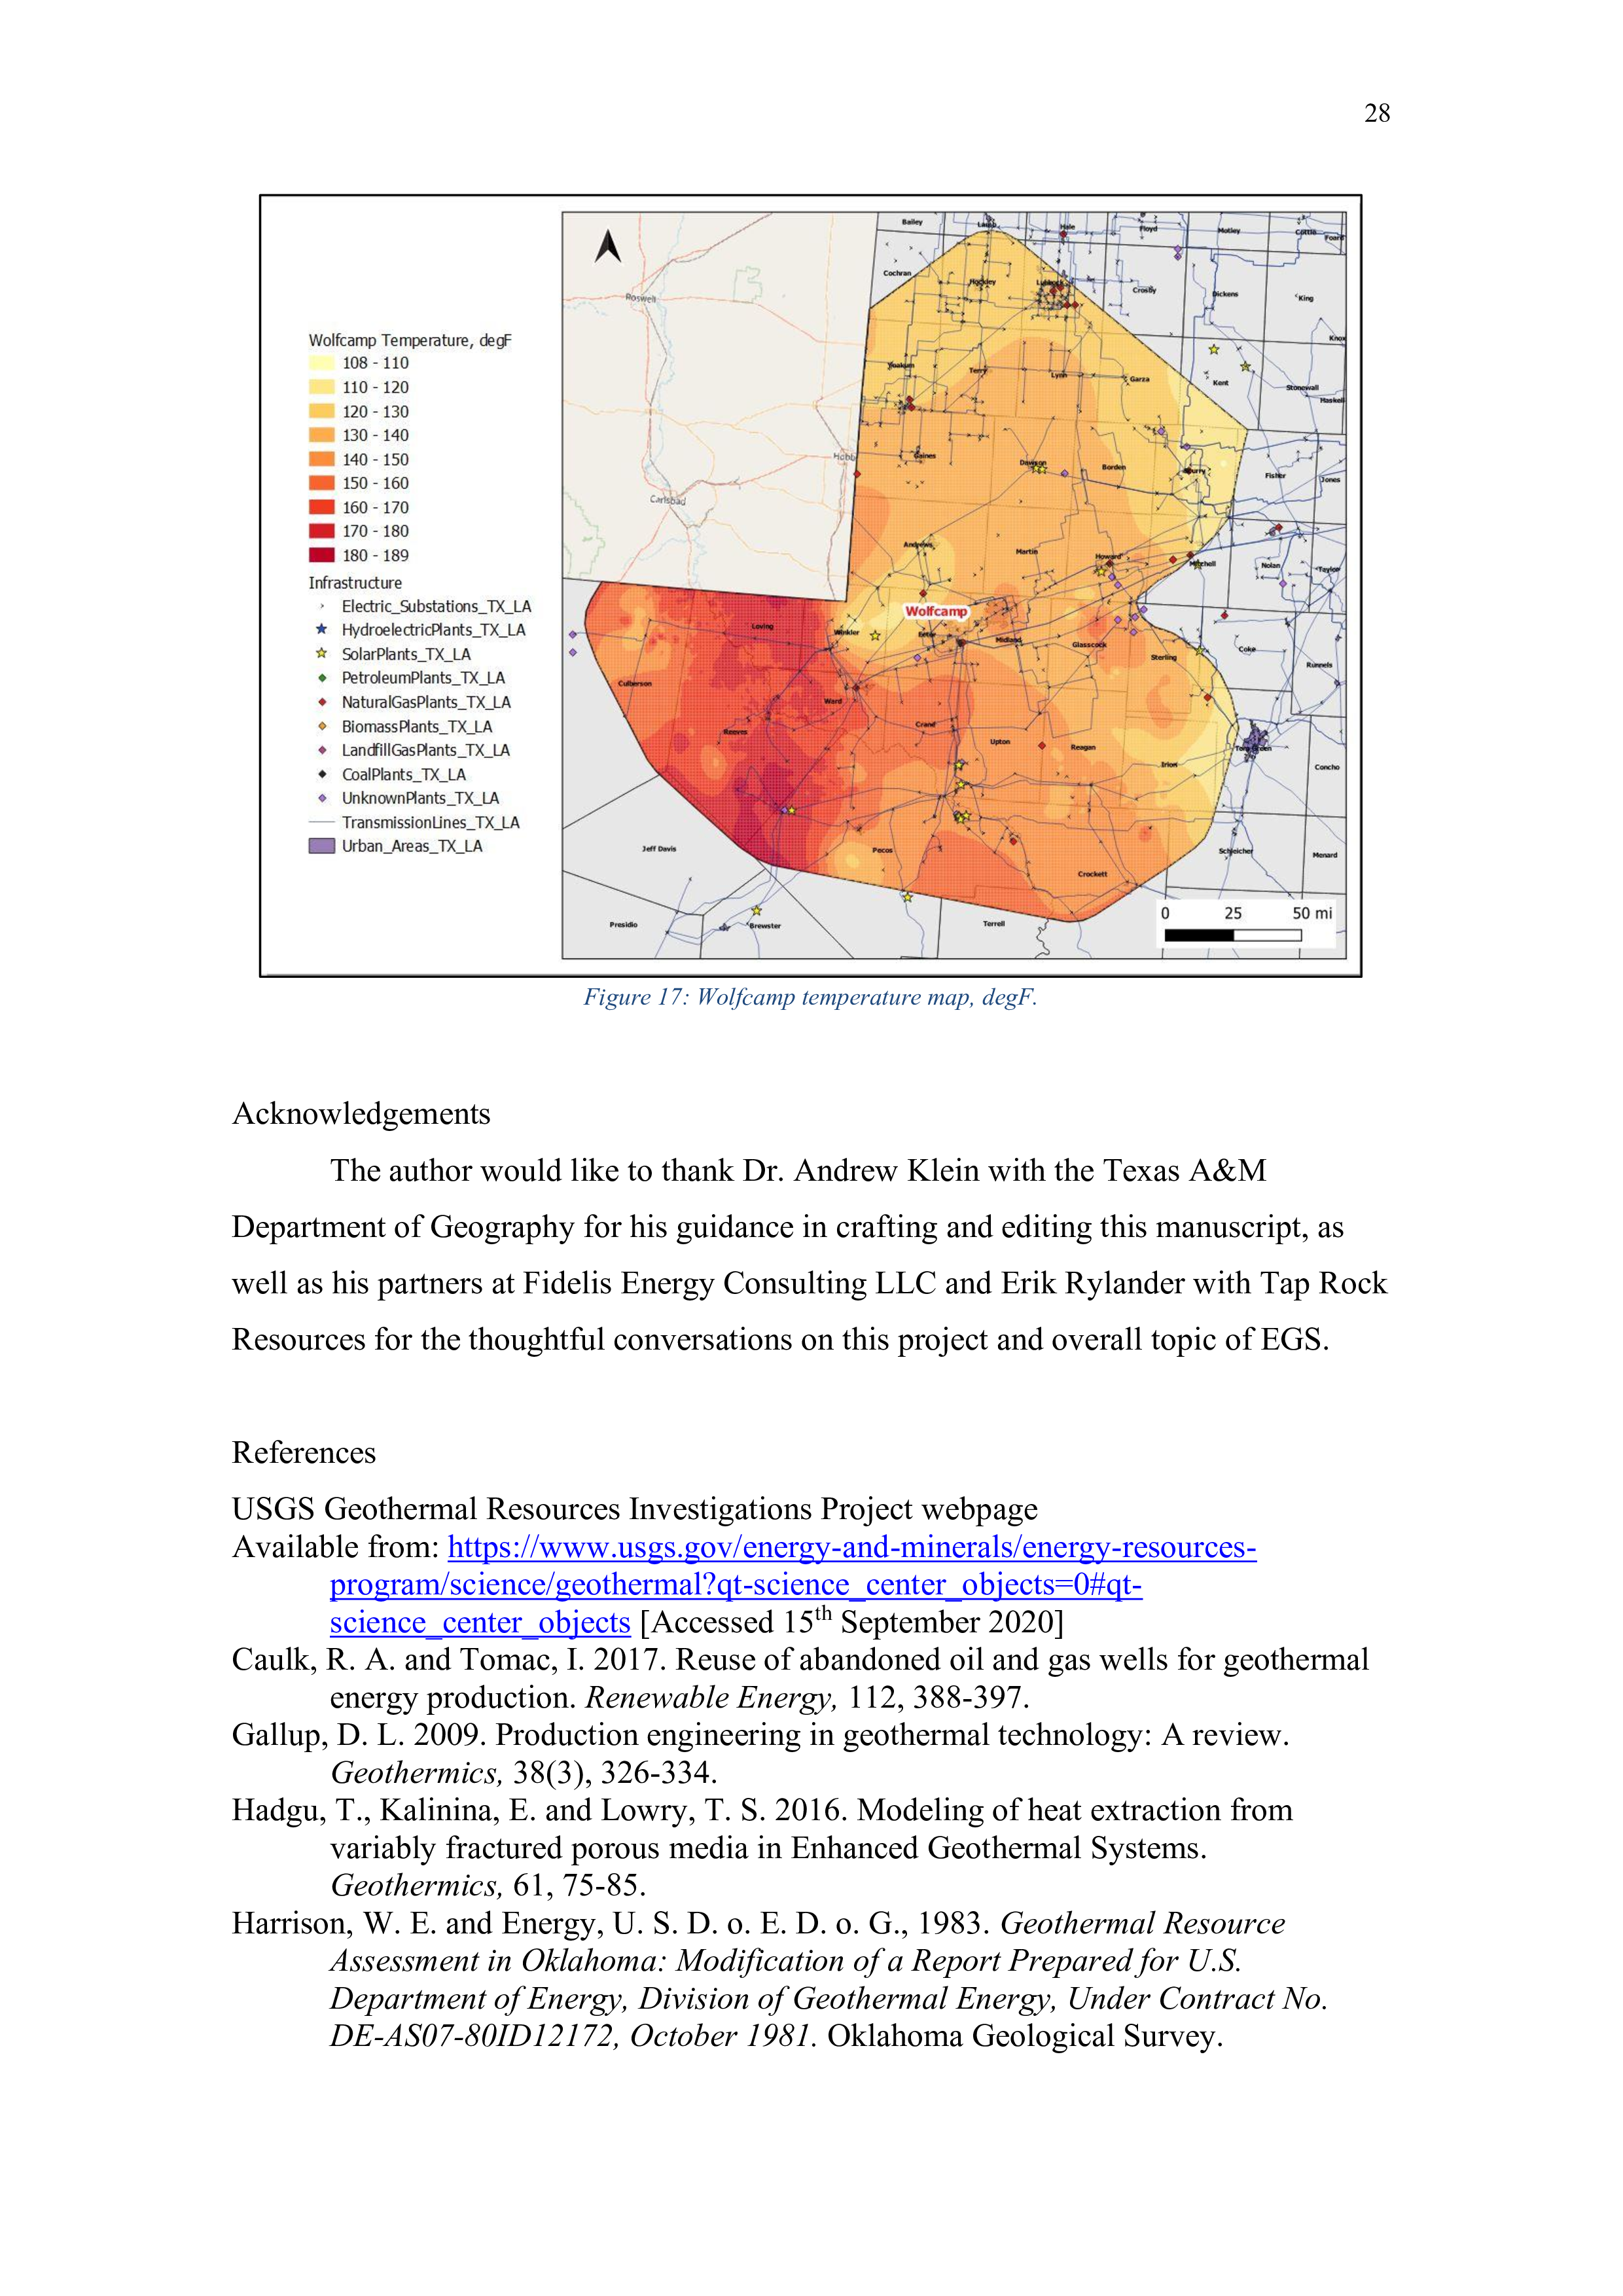 28
Wolfcamp Temperature, degF
108 - 110
110 - 120
120 - 130
130 - 140
140 - 150
150 - 160
160 - 170
170 - 180
180 - 189
Infrastructure
Electric_Substations_TX_LA
HydroelectricPlants_TX_LA
SolarPlants_TX_LA
PetroleumPlants_TX_LA
NaturalGasPlants_TX_LA
BiomassPlants_TX_LA
LandfillGasPlants_TX_LA
CoalPlants_TX_LA
UnknownPlants_TX_LA
TransmissionLines_TX_LA
Urban_Areas_TX_LA
Bailey
Hale
Floyd
Motley
Cochran
Hockley
Crosby
Dickens
King
Roswell
Knox
Yoakum
Terry
Lynn
Garza
Kent
Stonewall
Haskell
Hobb
Gaines
Dawson
Borden
Fisher
Jones
Carlsbad
Andrews
Martin
Howard
Mitchell
Nolan
Taylor
Wolfcamp
Loving
Winkler
Ector
Midland
Glasscock
Sterling
Coke
Runnels
Culberson
Ward
Reeves
Crane
Upton
Reagan
Irion
Tom Green
Concho
Jeff Davis
Pecos
Crockett
Schleicher
Menard
Presidio
Brewster
Terrell
0 25 50 mi
Figure 17: Wolfcamp temperature map, degF.
Acknowledgements
The author would like to thank Dr. Andrew Klein with the Texas A&M
Department of Geography for his guidance in crafting and editing this manuscript, as
well as his partners at Fidelis Energy Consulting LLC and Erik Rylander with Tap Rock
Resources for the thoughtful conversations on this project and overall topic of EGS.
References
USGS Geothermal Resources Investigations Project webpage
Available from: https://www.usgs.gov/energy-and-minerals/energy-resources-
program/science/geothermal?qt-science_center_objects=0#qt-
science_center_objects [Accessed 15th September 2020]
Caulk, R. A. and Tomac, I. 2017. Reuse of abandoned oil and gas wells for geothermal
energy production. Renewable Energy, 112, 388-397.
Gallup, D. L. 2009. Production engineering in geothermal technology: A review.
Geothermics, 38(3), 326-334.
Hadgu, T., Kalinina, E. and Lowry, T. S. 2016. Modeling of heat extraction from
variably fractured porous media in Enhanced Geothermal Systems.
Geothermics, 61, 75-85.
Harrison, W. E. and Energy, U. S. D. o. E. D. o. G., 1983. Geothermal Resource
Assessment in Oklahoma: Modification of a Report Prepared for U.S.
Department of Energy, Division of Geothermal Energy, Under Contract No.
DE-AS07-80ID12172, October 1981. Oklahoma Geological Survey.